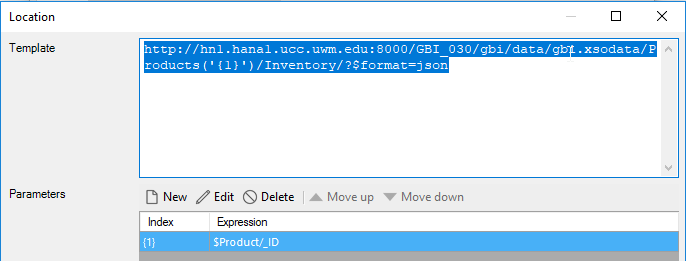 Location
Template
http://hn1.hana1.ucc.uwm.edu:8000/GBI_030/gbi/data/gbi.xsodata/P
roducts('{1}')/Inventory/?$format=json
Parameters
New Edit Delete Move up Move down
Index Expression
{1} $Product/_ID